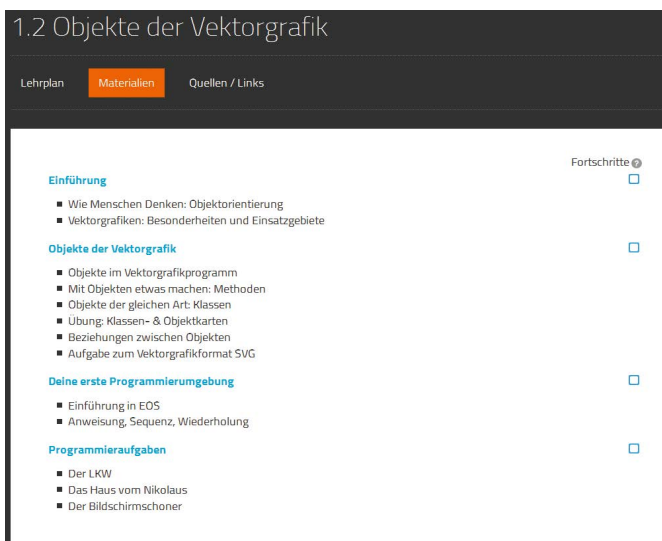 1.2 Objekte der Vektorgrafik
Lehrplan Materialien Quellen / Links
Fortschritte ?
Einführung
Wie Menschen Denken: Objektorientierung
Vektorgrafiken: Besonderheiten und Einsatzgebiete
Objekte der Vektorgrafik
Objekte im Vektorgrafikprogramm
Mit Objekten etwas machen: Methoden
Objekte der gleichen Art: Klassen
Übung: Klassen- & Objektkarten
Beziehungen zwischen Objekten
Aufgabe zum Vektorgrafikformat SVG
Deine erste Programmierumgebung
Einführung in EOS
Anweisung, Sequenz, Wiederholung
Programmieraufgaben
Der LKW
Das Haus vom Nikolaus
Der Bildschirmschoner